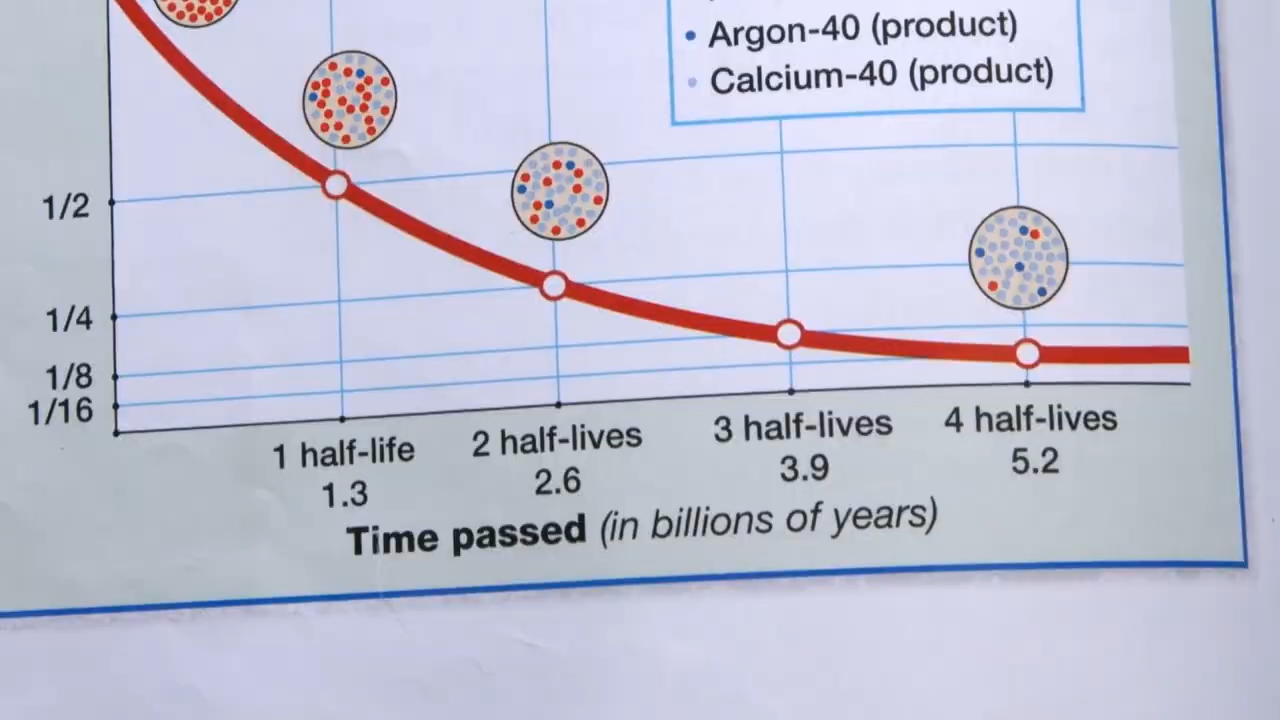 Argon-40 (product)
Calcium-40 (product)
1/2
1/4
1/8
1/16
1 half-life
1.3
2 half-lives
2.6
3 half-lives
3.9
4 half-lives
5.2
Time passed (in billions of years)